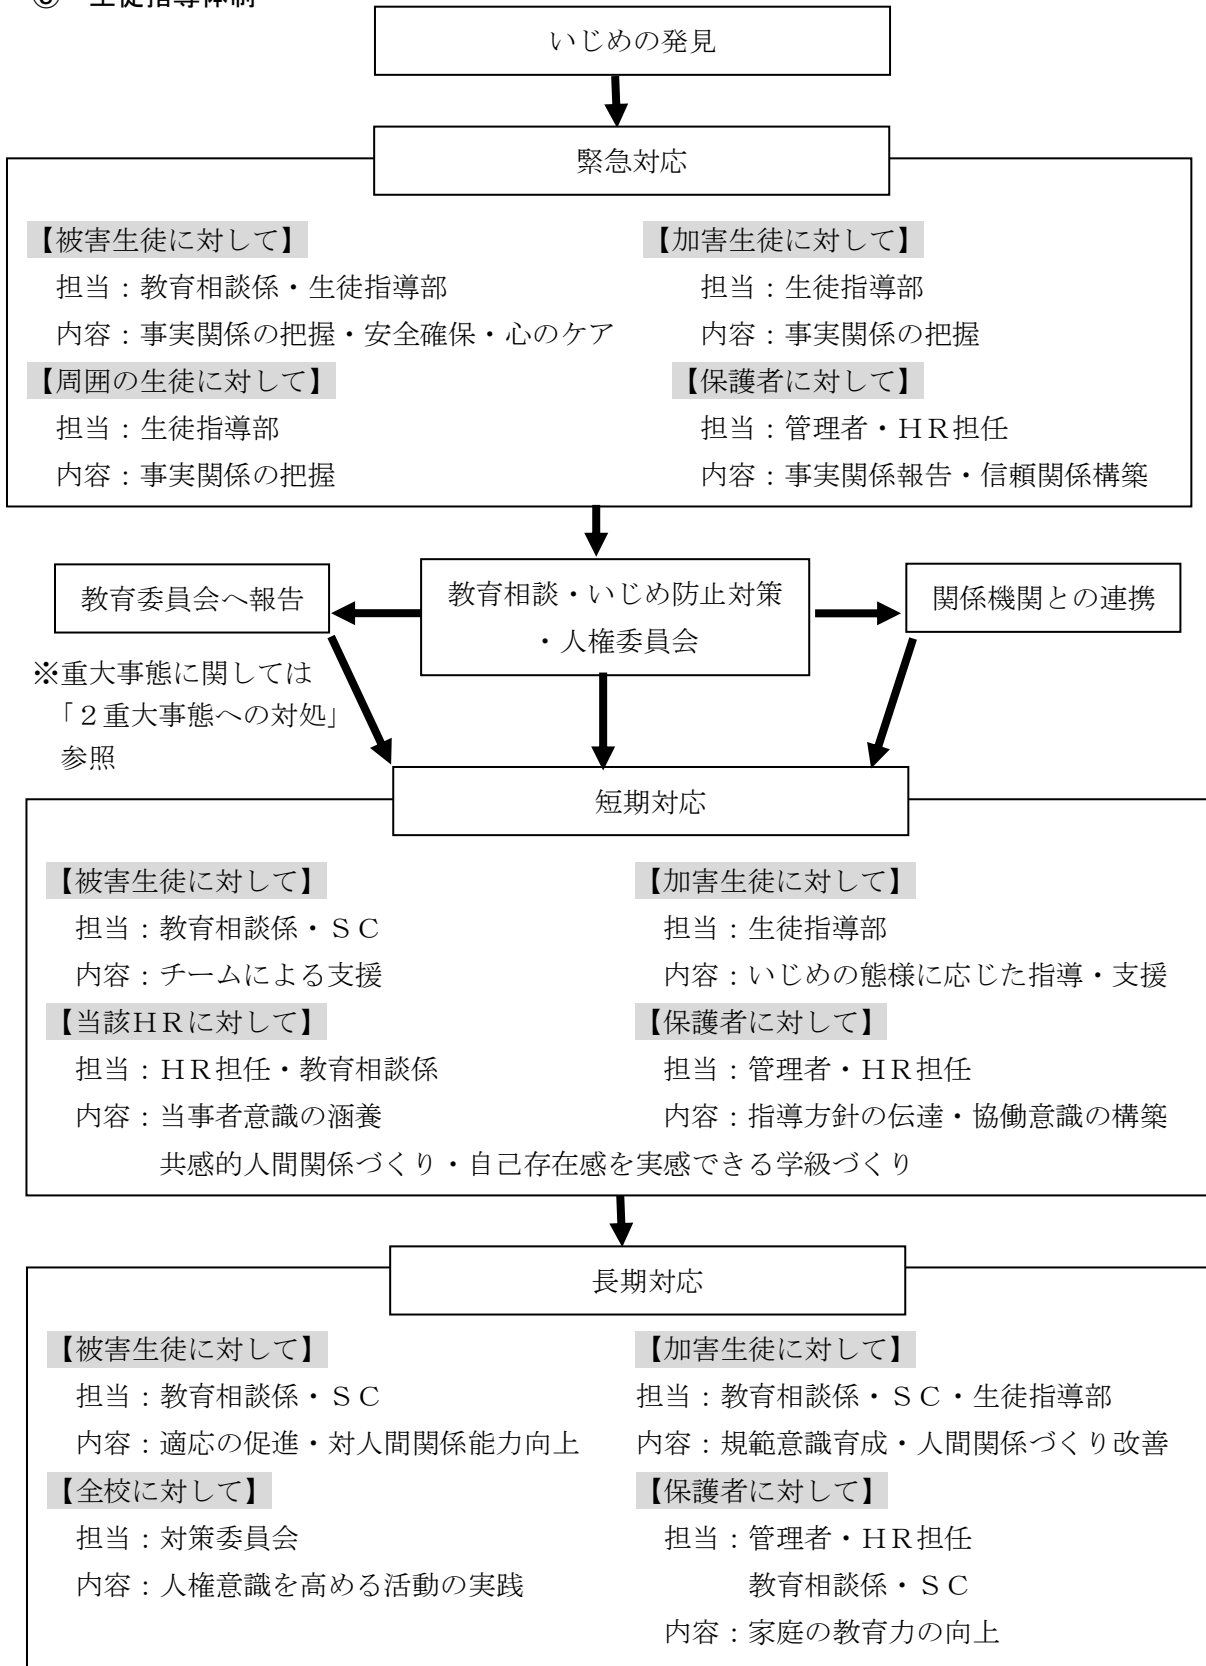 生徒指導体制
いじめの発見
緊急対応
【被害生徒に対して】
担当：教育相談係・生徒指導部
内容：事実関係の把握・安全確保・心のケア
【加害生徒に対して】
担当：生徒指導部
内容：事実関係の把握
【周囲の生徒に対して】
担当：生徒指導部
内容：事実関係の把握
【保護者に対して】
担当：管理者・ＨＲ担任
内容：事実関係報告・信頼関係構築
教育委員会へ報告
教育相談・いじめ防止対策
・人権委員会
関係機関との連携
※重大事態に関しては
「２重大事態への対処」
参照
短期対応
【被害生徒に対して】
担当：教育相談係・ＳＣ
内容：チームによる支援
【加害生徒に対して】
担当：生徒指導部
内容：いじめの態様に応じた指導・支援
【当該ＨＲに対して】
担当：ＨＲ担任・教育相談係
内容：当事者意識の涵養
共感的人間関係づくり・自己存在感を実感できる学級づくり
【保護者に対して】
担当：管理者・ＨＲ担任
内容：指導方針の伝達・協働意識の構築
長期対応
【被害生徒に対して】
担当：教育相談係・ＳＣ
内容：適応の促進・対人間関係能力向上
【加害生徒に対して】
担当：教育相談係・ＳＣ・生徒指導部
内容：規範意識育成・人間関係づくり改善
【全校に対して】
担当：対策委員会
内容：人権意識を高める活動の実践
【保護者に対して】
担当：管理者・ＨＲ担任
教育相談係・ＳＣ
内容：家庭の教育力の向上